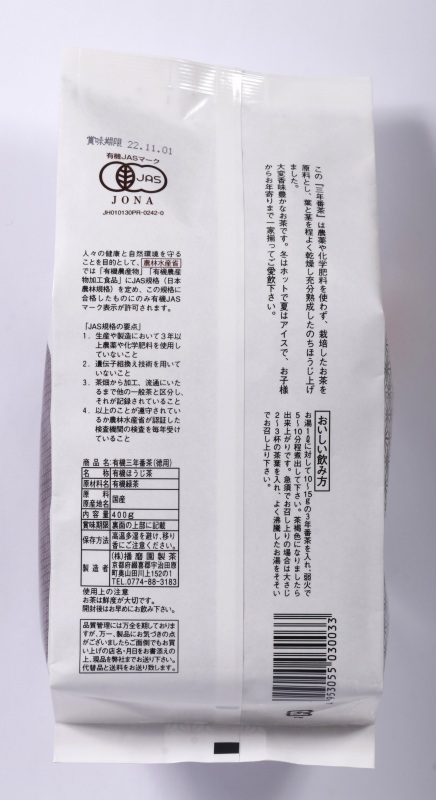 賞味期限 22.11.01
有機JASマーク
JAS
JONA
JH010130PR-0242-0
人々の健康と自然環境を守る
ことを目的として、農林水産省
では「有機農産物」「有機農産
物加工食品」にJAS規格(日本
農林規格)を定め、この規格に
合格したものにのみ有機JAS
マーク表示が許可されます。
「JAS規格の要点」
1. 生産や製造において3年以
上農薬や化学肥料を使用し
ていないこと
2. 遺伝子組換え技術を用いて
いないこと
3. 茶畑から加工、流通にいた
るまで他の一般茶と区分し、
それが記録されていること
4. 以上のことが遵守されてい
るか農林水産省が認証した
検査機関の検査を毎年受け
ていること
商品名 有機三年番茶(徳用)
名称 有機ほうじ茶
原材料名 有機緑茶
原料原産地名 国産
内容量 400g
賞味期限 裏面の上部に記載
保存方法 高温多湿を避け、移り
香にご注意ください。
製造者 (株)播磨園製茶
京都府綴喜郡宇治田原
町奥山田川上152の1
TEL.0774-88-3183
使用上の注意
お茶は鮮度が大切です。
開封後はお早めにお飲み下さい。
品質管理には万全を期しておりま
すが、万一、製品にお気づきの点
がございましたらご面倒でもお買
い上げの店名・月日をお書添えの
上、現品を弊社までお送り下さい。
代替品と送料をお送り致します。
この「三年番茶」は農薬や化学肥料を使わず、栽培したお茶を
原料とし、葉と茎を程よく乾燥し充分熟成したのちほうじ上げ
ました。
大変香味豊かなお茶です。冬はホットで夏はアイスで、お子様
からお年寄りまで一家揃ってご愛飲下さい。
おいしい飲み方
お湯1ℓに対して10〜15gの3年番茶を入れ、弱火で
5〜10分程煮出して下さい。茶褐色になりましたら
出来上がりです。急須でお召し上りの場合は大さじ
2〜3杯の茶葉を入れ、よく沸騰したお湯をそそい
でお召し上り下さい。
4953055030033
紙